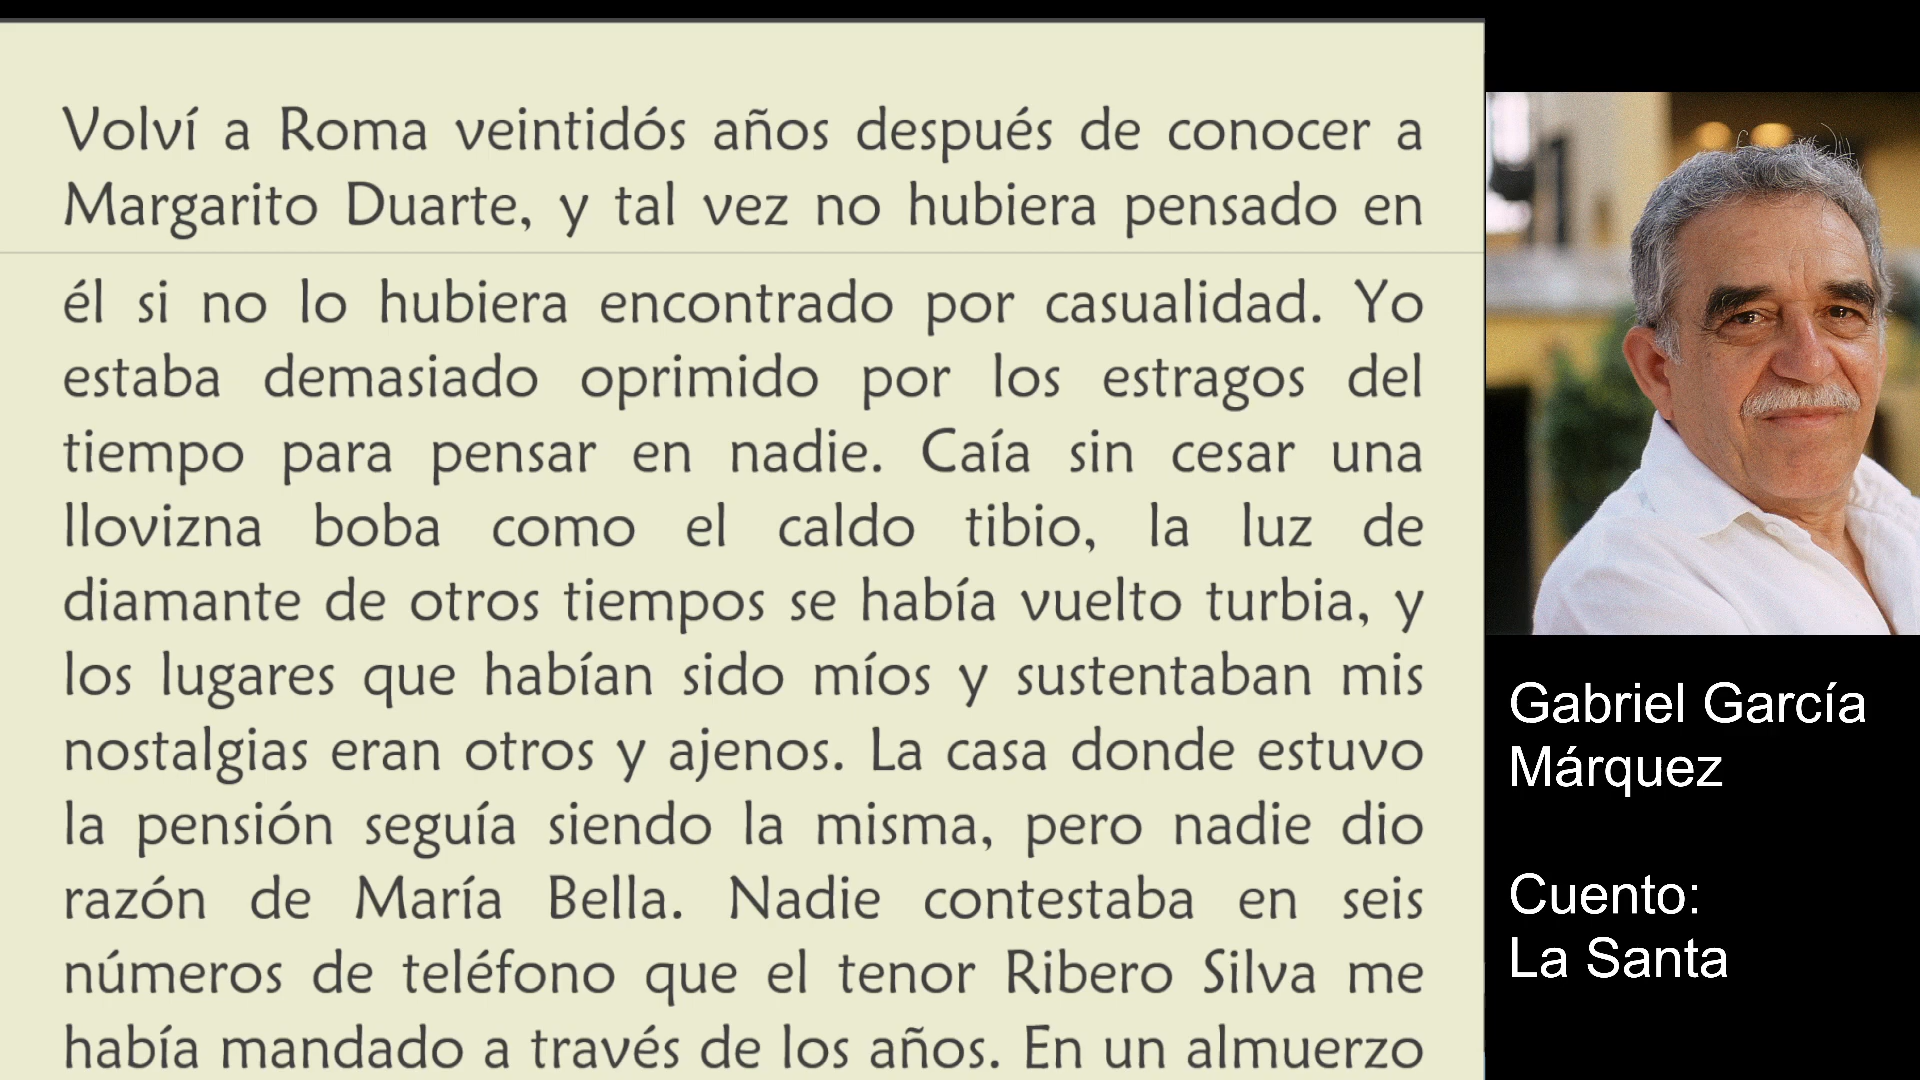 Volví a Roma veintidós años después de conocer a
Margarito Duarte, y tal vez no hubiera pensado en
él si no lo hubiera encontrado por casualidad. Yo
estaba demasiado oprimido por los estragos del
tiempo para pensar en nadie. Caía sin cesar una
llovizna boba como el caldo tibio, la luz de
diamante de otros tiempos se había vuelto turbia, y
los lugares que habían sido míos y sustentaban mis
nostalgias eran otros y ajenos. La casa donde estuvo
la pensión seguía siendo la misma, pero nadie dio
razón de María Bella. Nadie contestaba en seis
números de teléfono que el tenor Ribero Silva me
había mandado a través de los años. En un almuerzo
Gabriel García
Márquez
Cuento:
La Santa